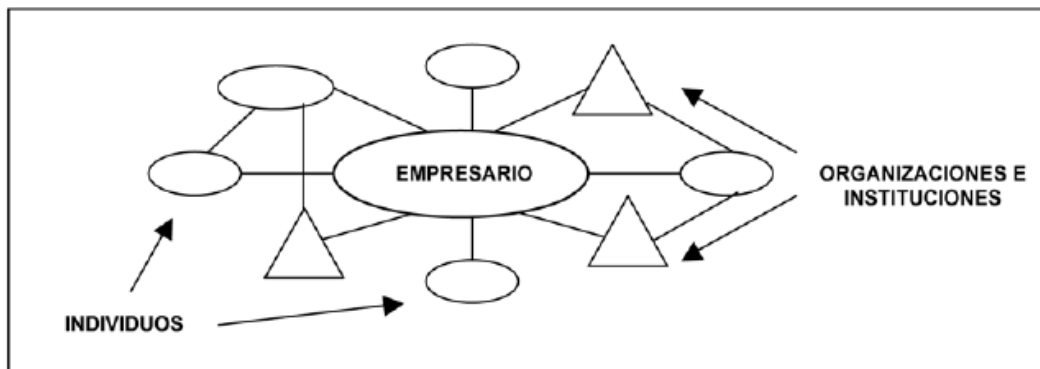 EMPRESARIO
ORGANIZACIONES E
INSTITUCIONES
INDIVIDUOS